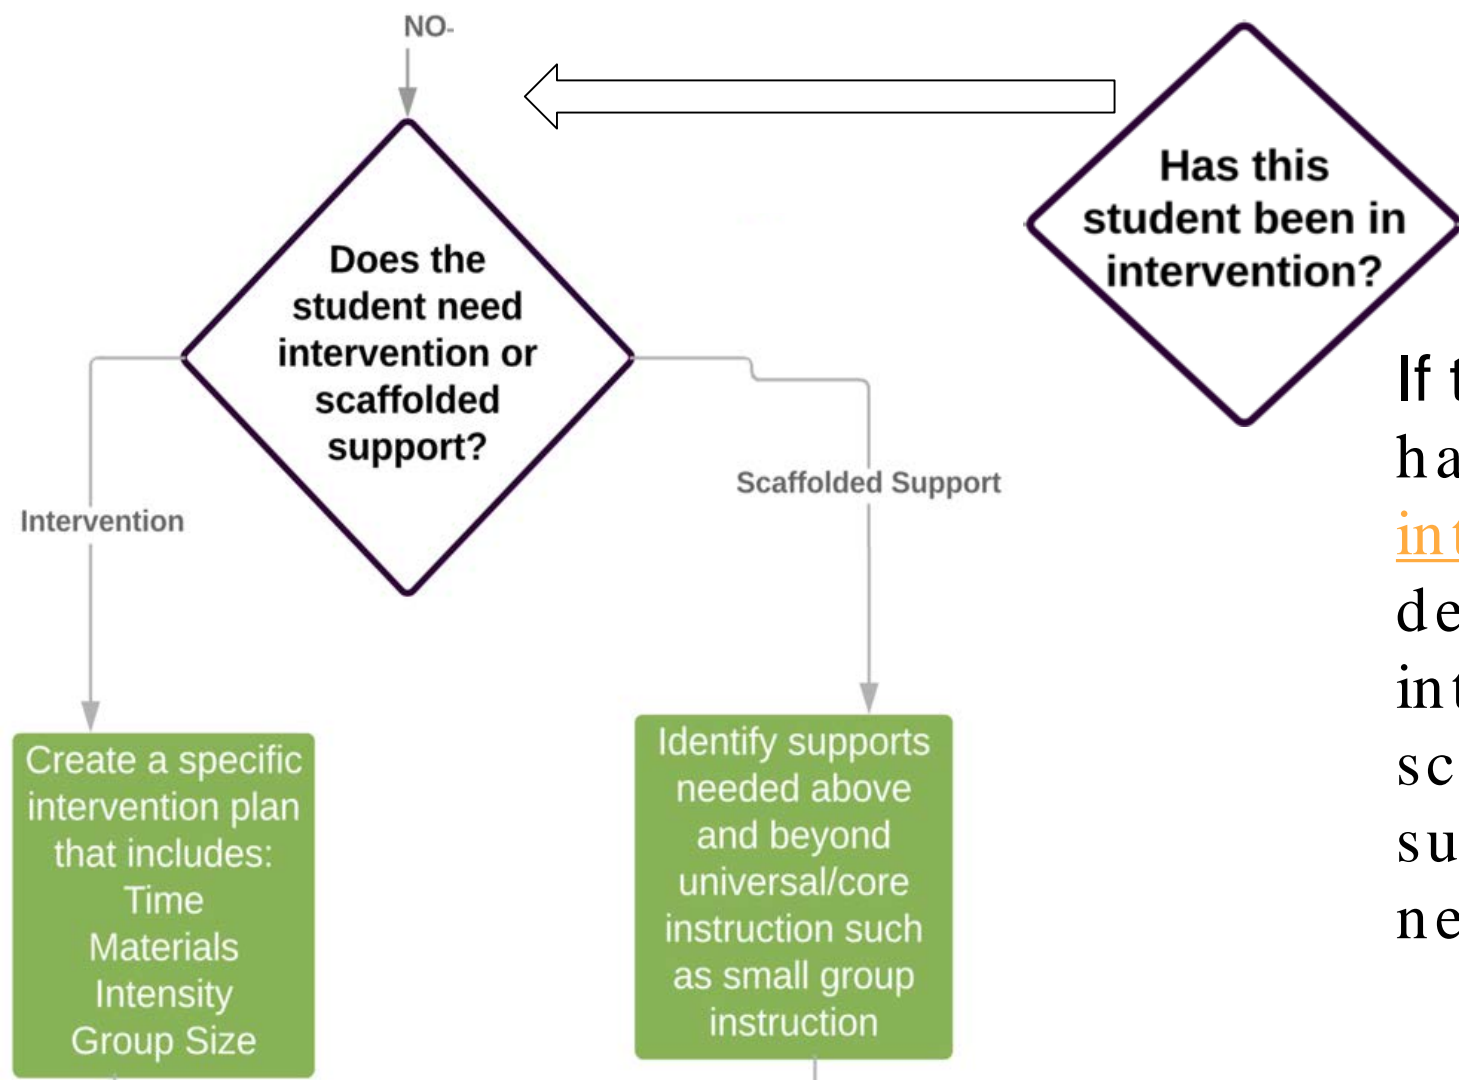 NO-
Has this
student been in
intervention?
Does the
student need
intervention or
scaffolded
support?
Intervention
Scaffolded Support
Create a specific
intervention plan
that includes:
Time
Materials
Intensity
Group Size
Identify supports
needed above
and beyond
universal/core
instruction such
as small group
instruction
If